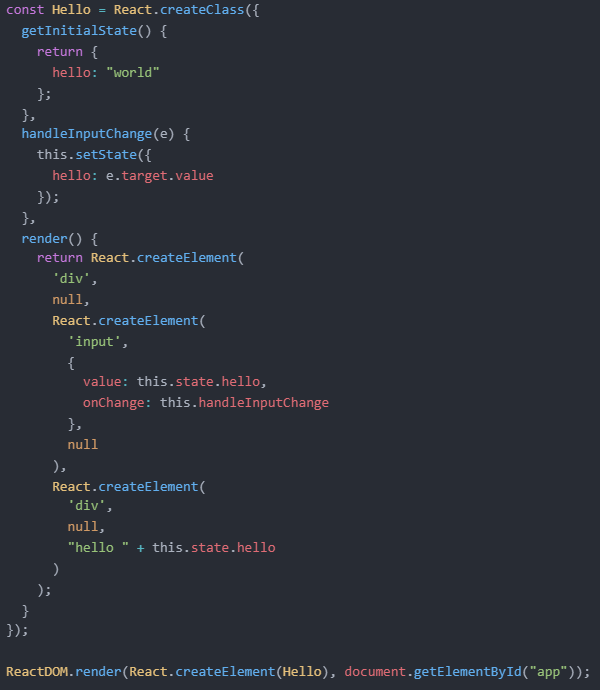 const Hello = React.createClass({
  getInitialState() {
    return {
      hello: "world"
    };
  },
  handleInputChange(e) {
    this.setState({
      hello: e.target.value
    });
  },
  render() {
    return React.createElement(
      'div',
      null,
      React.createElement(
        'input',
        {
          value: this.state.hello,
          onChange: this.handleInputChange
        },
        null
      ),
      React.createElement(
        'div',
        null,
        "hello " + this.state.hello
      )
    );
  }
});

ReactDOM.render(React.createElement(Hello), document.getElementById("app"));